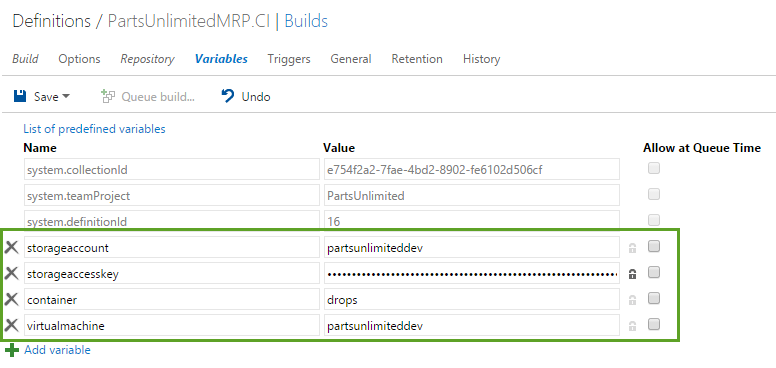 Definitions / PartsUnlimitedMRP.CI | Builds
Build Options Repository Variables Triggers General Retention History
Save Queue build... Undo
List of predefined variables
Name Value Allow at Queue Time
system.collectionId e754f2a2-7fae-4bd2-8902-fe6102d506cf
system.teamProject PartsUnlimited
system.definitionId 16
storageaccount partsunlimiteddev
storageaccesskey ••••••••••••••••••••••••••••••••••••••••••••••••••••••••
container drops
virtualmachine partsunlimiteddev
Add variable